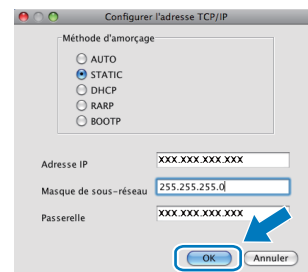 Configurer l'adresse TCP/IP
Méthode d'amorçage
AUTO
STATIC
DHCP
RARP
BOOTP
Adresse IP XXX.XXX.XXX.XXX
Masque de sous-réseau 255.255.255.0
Passerelle XXX.XXX.XXX.XXX
OK Annuler